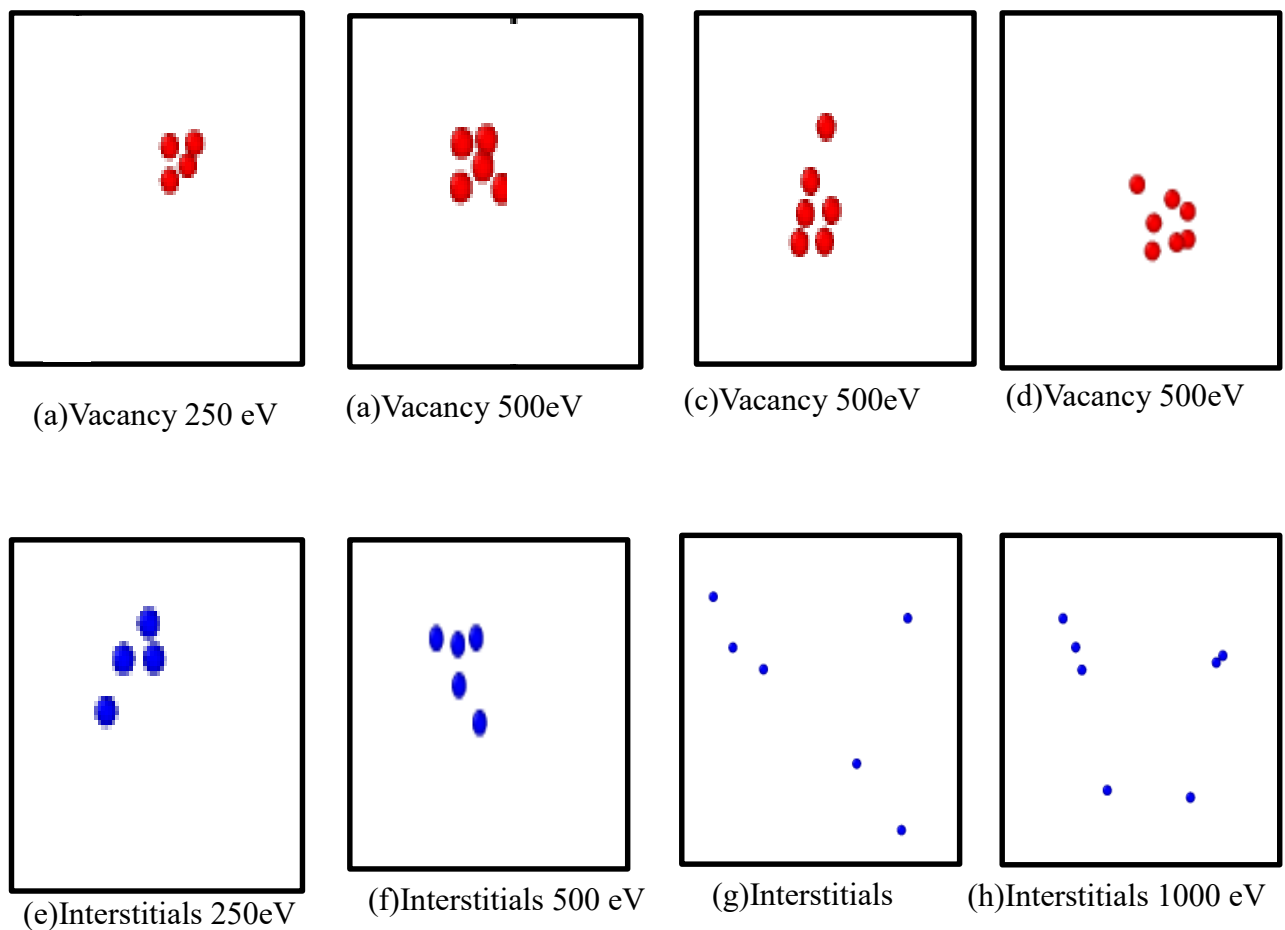 (a)Vacancy 250 eV
(a)Vacancy 500eV
(c)Vacancy 500eV
(d)Vacancy 500eV
(e)Interstitials 250eV
(f)Interstitials 500 eV
(g)Interstitials
(h)Interstitials 1000 eV